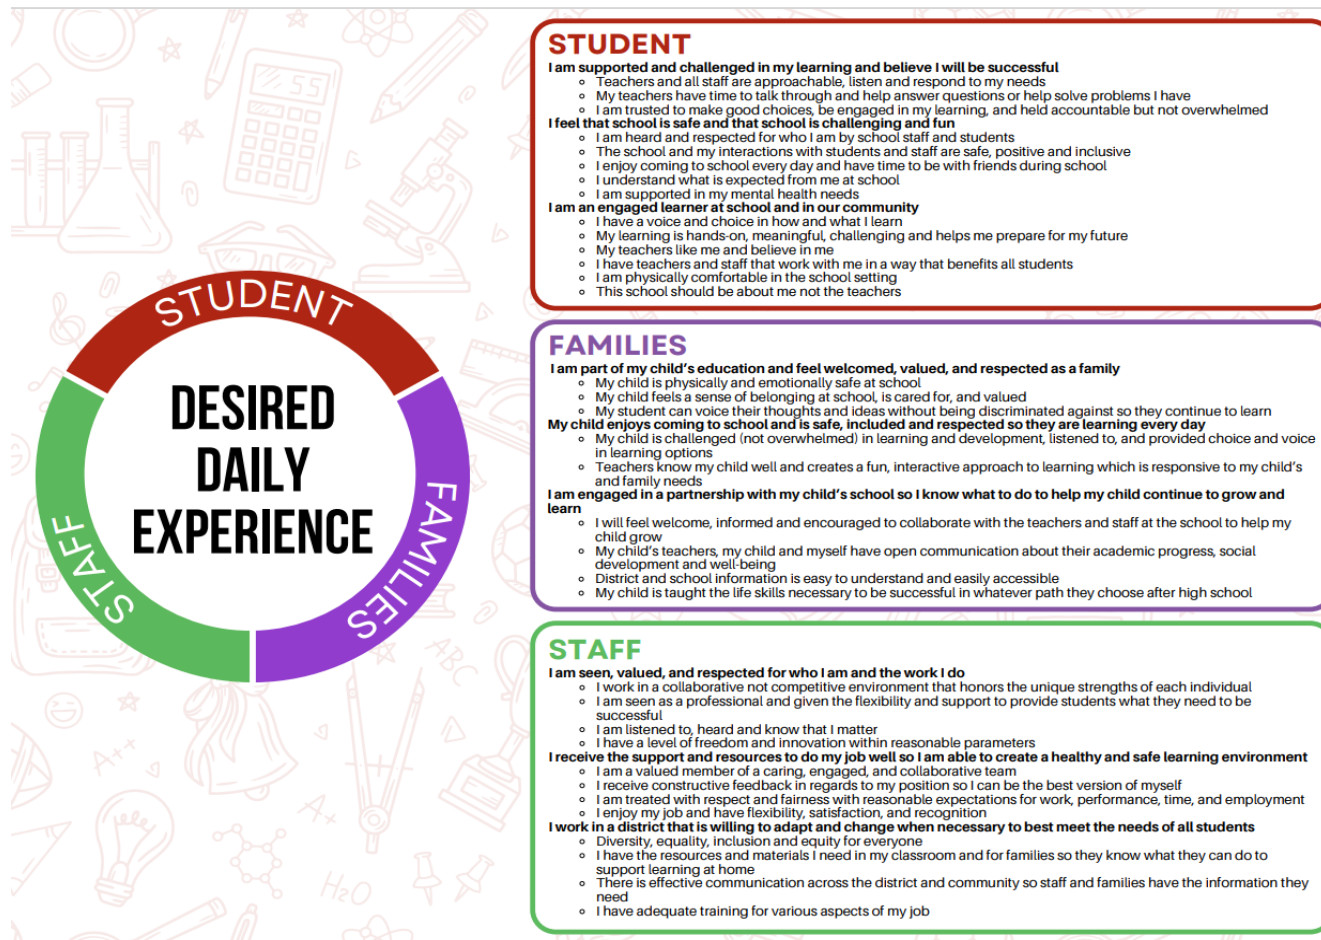 STUDENT
FAMILIES
STAFF
DESIRED
DAILY
EXPERIENCE
55
ABC
A++
A+
H₂O
STUDENT
I am supported and challenged in my learning and believe I will be successful
Teachers and all staff are approachable, listen and respond to my needs
My teachers have time to talk through and help answer questions or help solve problems I have
I am trusted to make good choices, be engaged in my learning, and held accountable but not overwhelmed
I feel that school is safe and that school is challenging and fun
I am heard and respected for who I am by school staff and students
The school and my interactions with students and staff are safe, positive and inclusive
I enjoy coming to school every day and have time to be with friends during school
I understand what is expected from me at school
I am supported in my mental health needs
I am an engaged learner at school and in our community
I have a voice and choice in how and what I learn
My learning is hands-on, meaningful, challenging and helps me prepare for my future
My teachers like me and believe in me
I have teachers and staff that work with me in a way that benefits all students
I am physically comfortable in the school setting
This school should be about me not the teachers
FAMILIES
I am part of my child's education and feel welcomed, valued, and respected as a family
My child is physically and emotionally safe at school
My child feels a sense of belonging at school, is cared for, and valued
My student can voice their thoughts and ideas without being discriminated against so they continue to learn
My child enjoys coming to school and is safe, included and respected so they are learning every day
My child is challenged (not overwhelmed) in learning and development, listened to, and provided choice and voice
in learning options
Teachers know my child well and creates a fun, interactive approach to learning which is responsive to my child's
and family needs
I am engaged in a partnership with my child's school so I know what to do to help my child continue to grow and
learn
I will feel welcome, informed and encouraged to collaborate with the teachers and staff at the school to help my
child grow
My child's teachers, my child and myself have open communication about their academic progress, social
development and well-being
District and school information is easy to understand and easily accessible
My child is taught the life skills necessary to be successful in whatever path they choose after high school
STAFF
I am seen, valued, and respected for who I am and the work I do
I work in a collaborative not competitive environment that honors the unique strengths of each individual
I am seen as a professional and given the flexibility and support to provide students what they need to be
successful
I am listened to, heard and know that I matter
I have a level of freedom and innovation within reasonable parameters
I receive the support and resources to do my job well so I am able to create a healthy and safe learning environment
I am a valued member of a caring, engaged, and collaborative team
I receive constructive feedback in regards to my position so I can be the best version of myself
I am treated with respect and fairness with reasonable expectations for work, performance, time, and employment
I enjoy my job and have flexibility, satisfaction, and recognition
I work in a district that is willing to adapt and change when necessary to best meet the needs of all students
Diversity, equality, inclusion and equity for everyone
I have the resources and materials I need in my classroom and for families so they know what they can do to
support learning at home
There is effective communication across the district and community so staff and families have the information they
need
I have adequate training for various aspects of my job